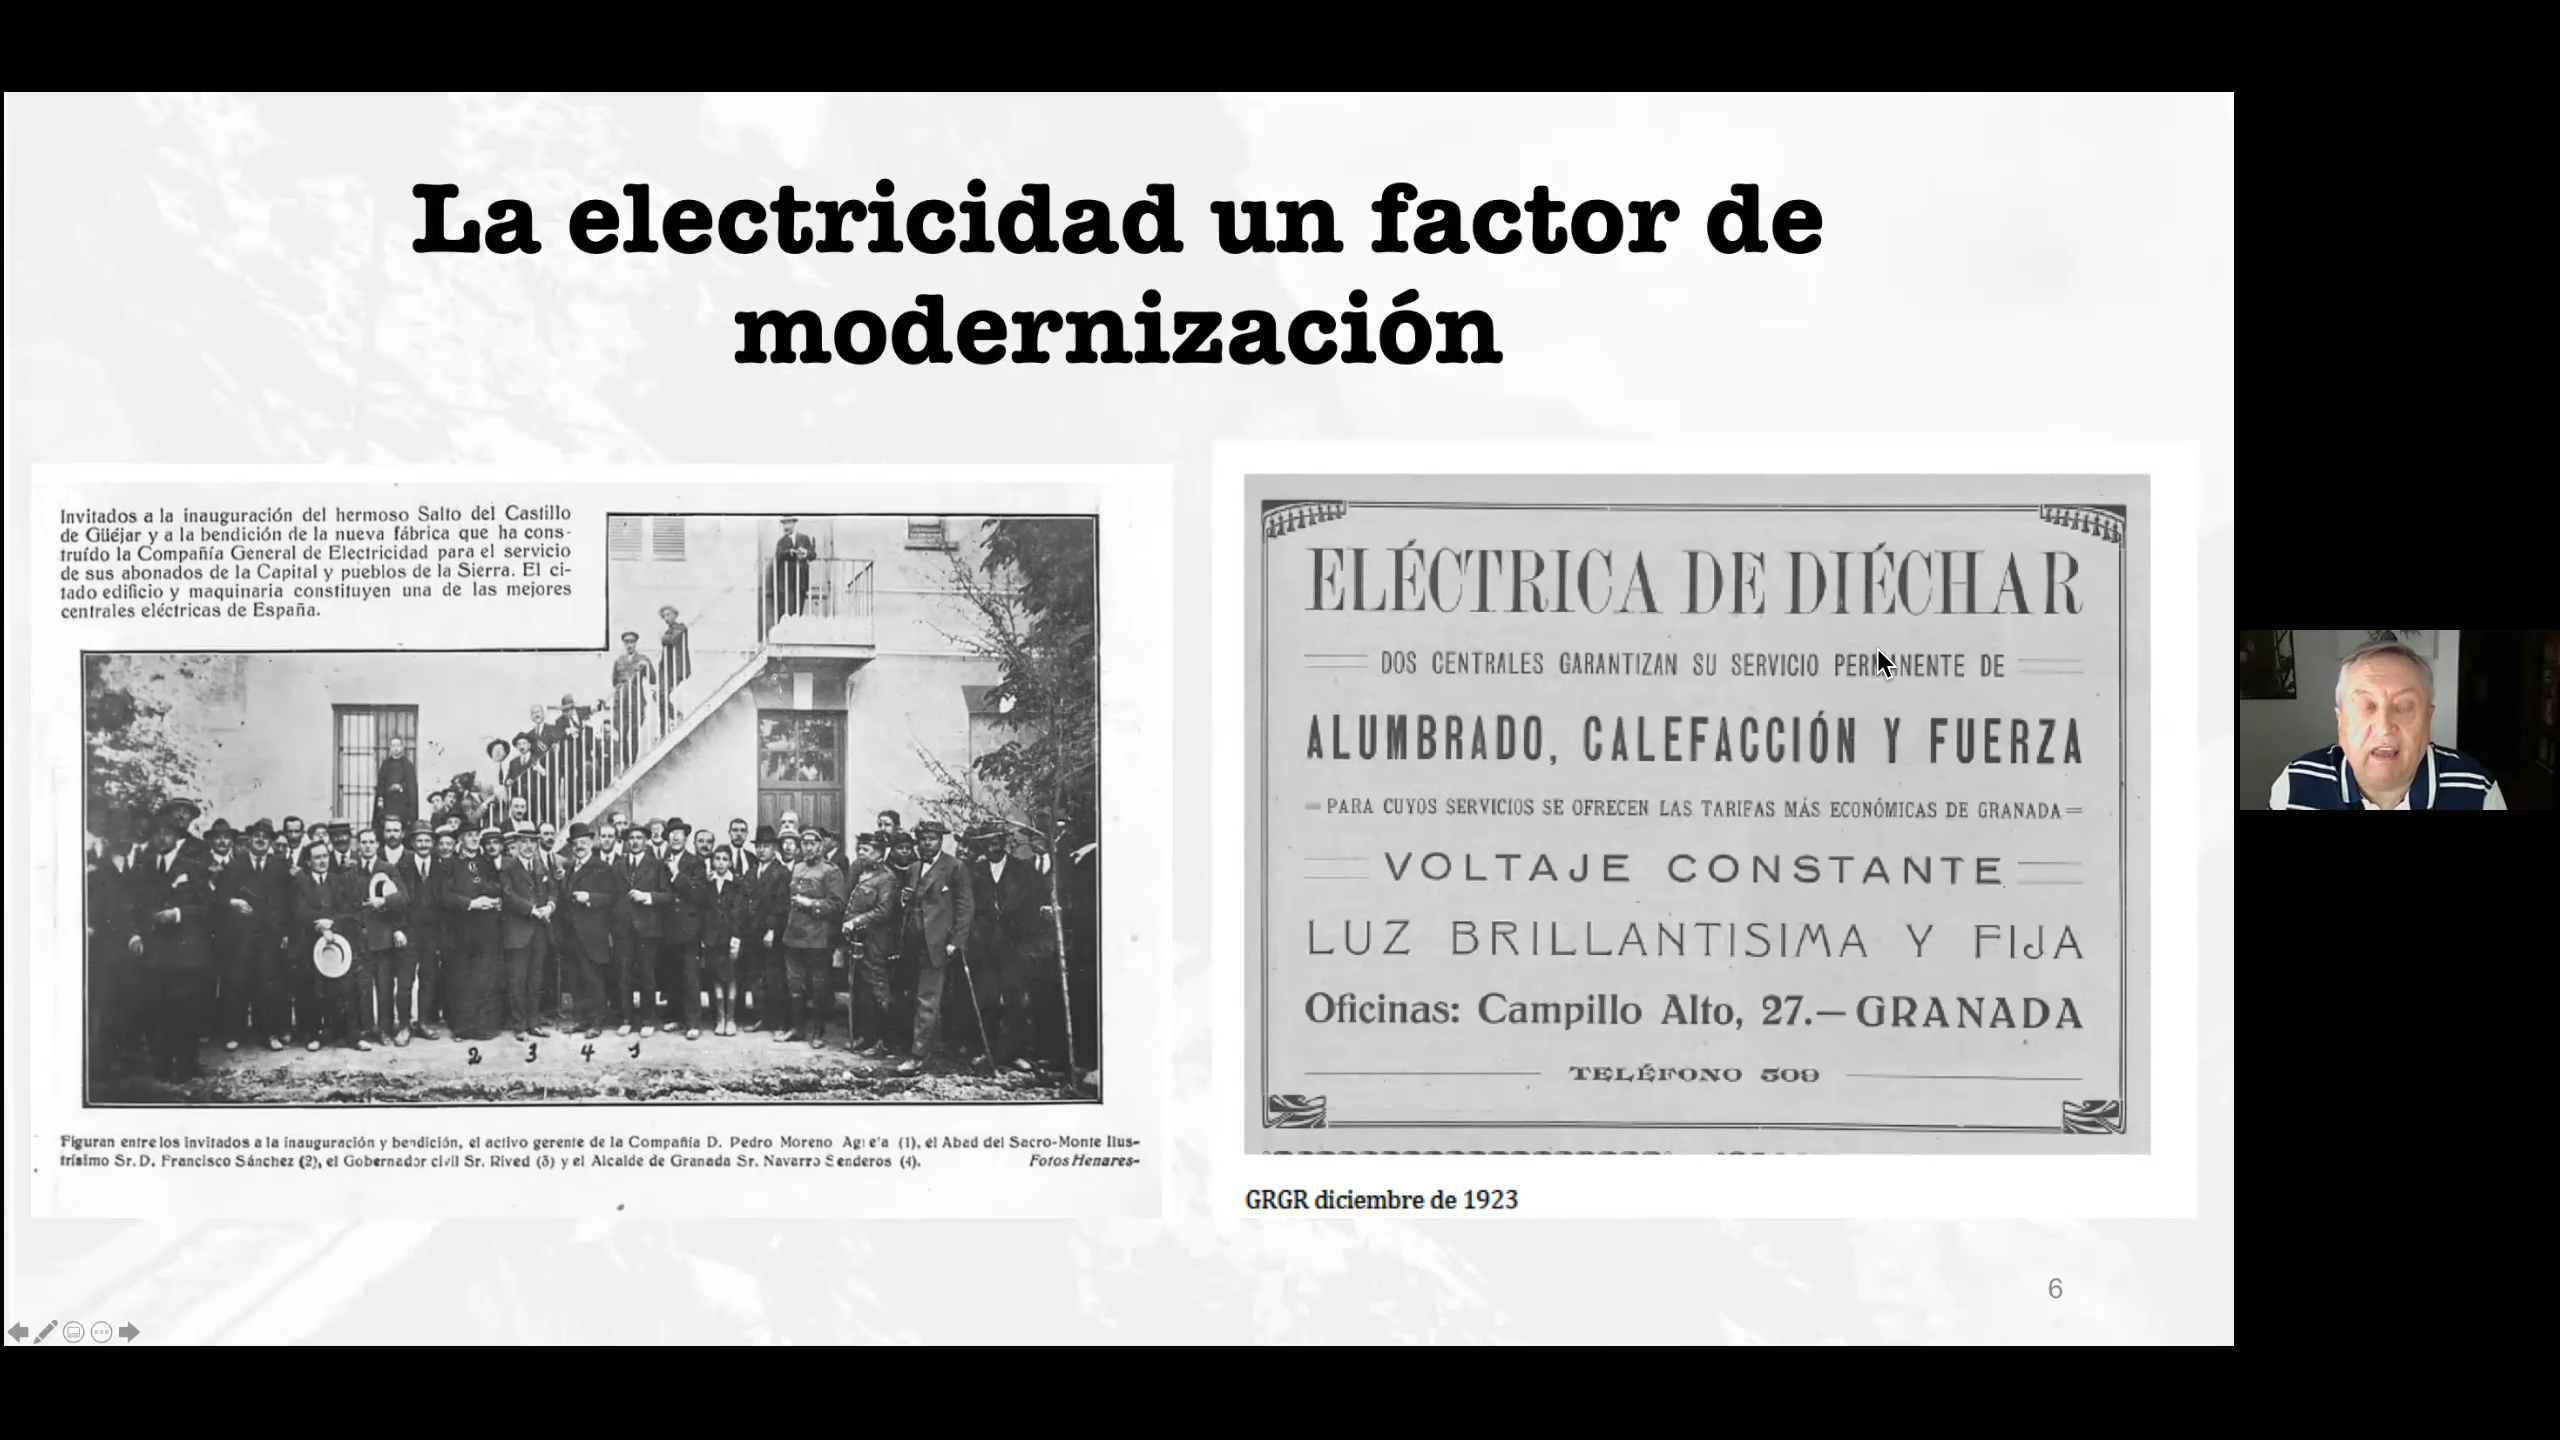 La electricidad un factor de
modernización
Invitados a la inauguración del hermoso Salto del Castillo
de Güéjar y a la bendición de la nueva fábrica que ha cons-
truído la Compañía General de Electricidad para el servicio
de sus abonados de la Capital y pueblos de la Sierra. El ci-
tado edificio y maquinaria constituyen una de las mejores
centrales eléctricas de España.
2 3 4
Figuran entre los invitados a la inauguración y bendición, el activo gerente de la Compañía D. Pedro Moreno (1), el Abad del Sacro-Monte Ilus-
trísimo Sr. D. Francisco Sánchez (2), el Gobernador civil Sr. Rived (3) y el Alcalde de Granada Sr. Navarro Senderos (4).
Fotos Henares-
ELÉCTRICA DE DIÉCHAR
DOS CENTRALES GARANTIZAN SU SERVICIO PERMANENTE DE
ALUMBRADO, CALEFACCIÓN Y FUERZA
PARA CUYOS SERVICIOS SE OFRECEN LAS TARIFAS MÁS ECONÓMICAS DE GRANADA
VOLTAJE CONSTANTE
LUZ BRILLANTISIMA Y FIJA
Oficinas: Campillo Alto, 27.—GRANADA
TELÉFONO 509
GRGR diciembre de 1923
6